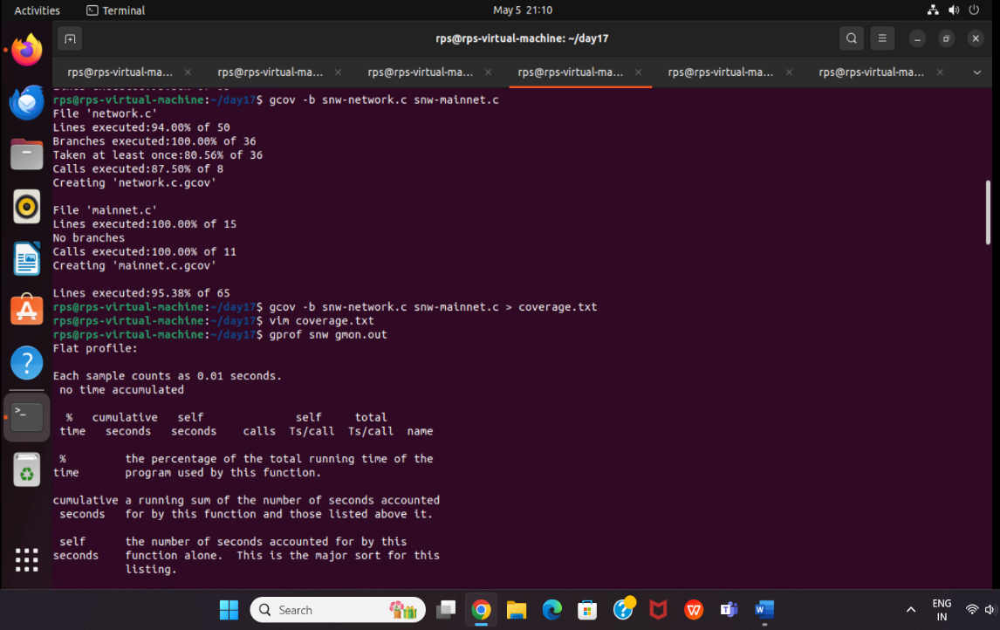 Activities
Terminal
May 5 21:10
rps@rps-virtual-machine: ~/day17
rps@rps-virtual-ma...
rps@rps-virtual-ma...
rps@rps-virtual-ma...
rps@rps-virtual-ma...
rps@rps-virtual-ma...
rps@rps-virtual-ma...
rps@rps-virtual-machine:~/day17$ gcov -b snw-network.c snw-mainnet.c
File 'network.c'
Lines executed:94.00% of 50
Branches executed:100.00% of 36
Taken at least once:80.56% of 36
Calls executed:87.50% of 8
Creating 'network.c.gcov'
File 'mainnet.c'
Lines executed:100.00% of 15
No branches
Calls executed:100.00% of 11
Creating 'mainnet.c.gcov'
Lines executed:95.38% of 65
rps@rps-virtual-machine:~/day17$ gcov -b snw-network.c snw-mainnet.c > coverage.txt
rps@rps-virtual-machine:~/day17$ vim coverage.txt
rps@rps-virtual-machine:~/day17$ gprof snw gmon.out
Flat profile:
Each sample counts as 0.01 seconds.
no time accumulated
% cumulative self self total
time seconds seconds calls Ts/call Ts/call name
% the percentage of the total running time of the
time program used by this function.
cumulative a running sum of the number of seconds accounted
seconds for by this function and those listed above it.
self the number of seconds accounted for by this
seconds function alone. This is the major sort for this
listing.
Search
ENG
IN